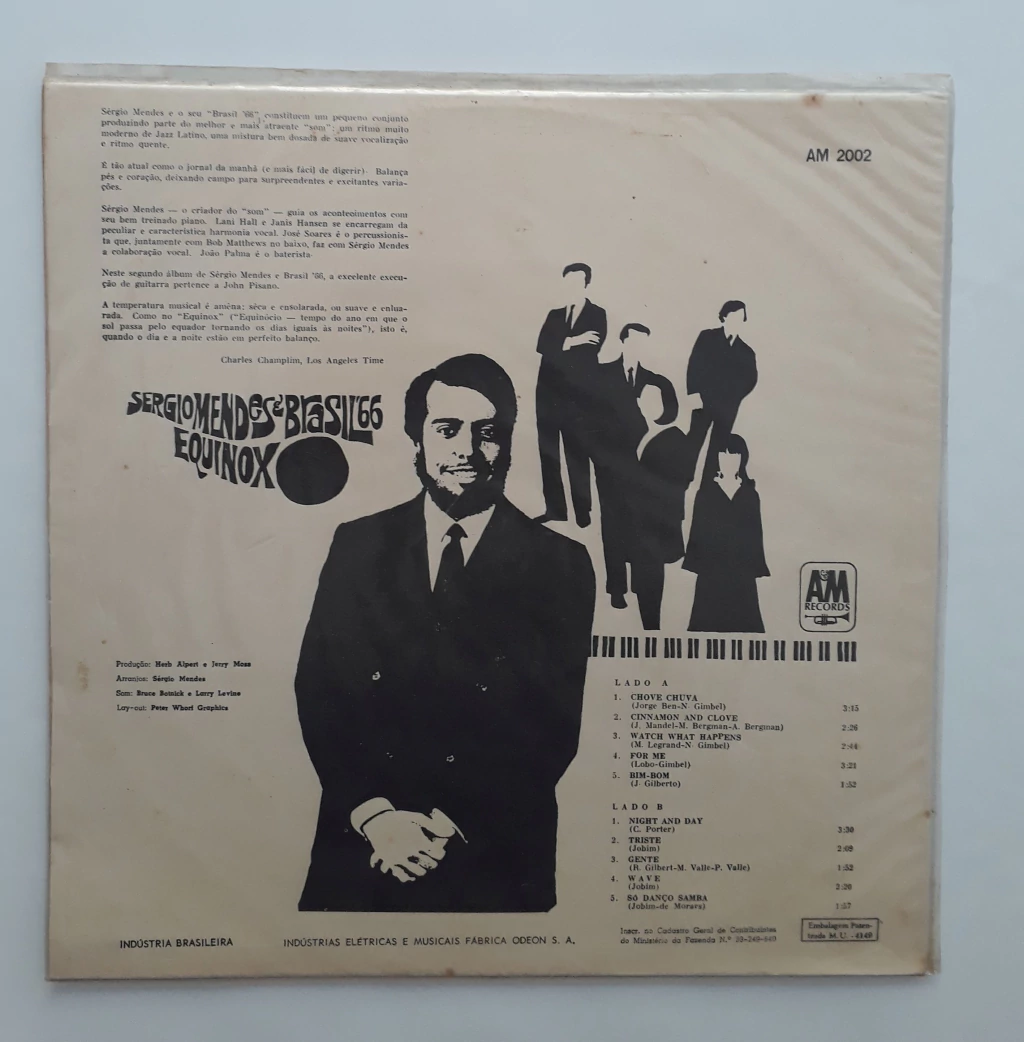 Sérgio Mendes e o seu "Brasil '66", constituem um pequeno conjunto
produzindo parte do melhor e mais atraente "som": um ritmo muito
moderno de Jazz Latino, uma mistura bem dosada de suave vocalização
e ritmo quente.
É tão atual como o jornal da manhã (e mais fácil de digerir). Balança
pés e coração, deixando campo para surpreendentes e excitantes varia-
ções.
Sérgio Mendes — o criador do "som" — guia os acontecimentos com
seu bem treinado piano. Lani Hall e Janis Hansen se encarregam da
peculiar e característica harmonia vocal. José Soares é o percussionis-
ta que, juntamente com Bob Matthews no baixo, faz com Sérgio Mendes
a colaboração vocal. João Palma é o baterista.
Neste segundo álbum de Sérgio Mendes e Brasil '66, a excelente execu-
ção de guitarra pertence a John Pisano.
A temperatura musical é amêna; sêca e ensolarada, ou suave e enlua-
rada. Como no "Equinox" ("Equinócio — tempo do ano em que o
sol passa pelo equador tornando os dias iguais às noites"), isto é,
quando o dia e a noite estão em perfeito balanço.
Charles Champlim, Los Angeles Time
AM 2002
SERGIO MENDES & BRASIL '66
EQUINOX
A&M
RECORDS
Produção: Herb Alpert e Jerry Moss
Arranjos: Sérgio Mendes
Som: Bruce Botnick e Larry Levine
Lay-out: Peter Whorf Graphics
LADO A
1. CHOVE CHUVA
(Jorge Ben-N. Gimbel) 3:15
2. CINNAMON AND CLOVE
(J. Mandel-M. Bergman-A. Bergman) 2:26
3. WATCH WHAT HAPPENS
(M. Legrand-N. Gimbel) 2:44
4. FOR ME
(Lobo-Gimbel) 3:21
5. BIM-BOM
(J. Gilberto) 1:52
LADO B
1. NIGHT AND DAY
(C. Porter) 3:30
2. TRISTE
(Jobim) 2:09
3. GENTE
(R. Gilbert-M. Valle-P. Valle) 1:52
4. WAVE
(Jobim) 2:20
5. SÓ DANÇO SAMBA
(Jobim-de Moraes) 1:57
INDÚSTRIA BRASILEIRA
INDÚSTRIAS ELÉTRICAS E MUSICAIS FÁBRICA ODEON S. A.
Inscr. no Cadastro Geral de Contribuintes
do Ministério da Fazenda N.º
Embalagem Paten-
teada M. U. - 4149